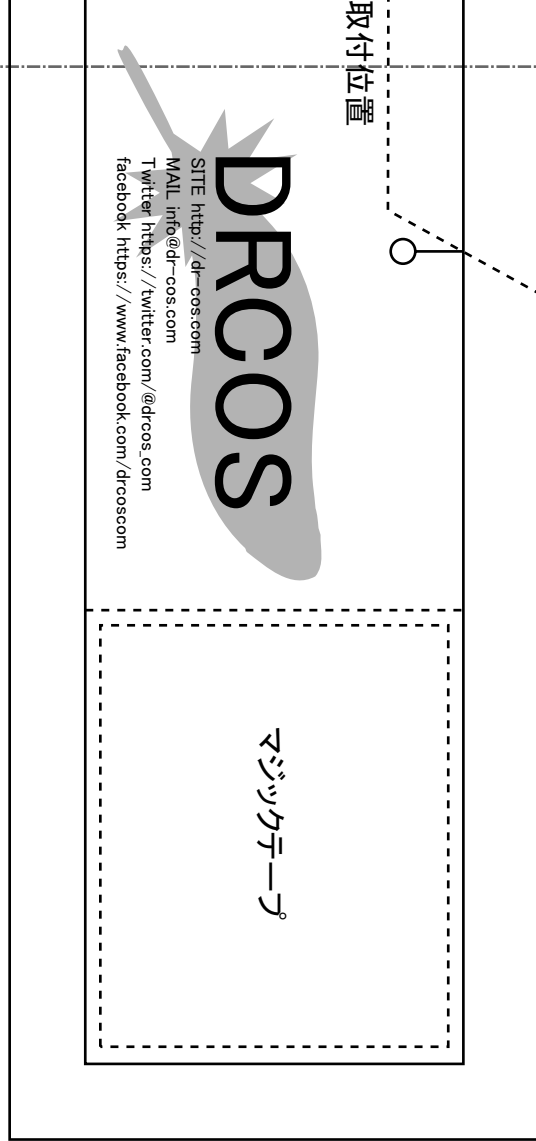 取付位置
DRCOS
SITE http://dr-cos.com
MAIL info@dr-cos.com
Twitter https://twitter.com/@drcos_com
facebook https://www.facebook.com/drcoscom
マジックテープ